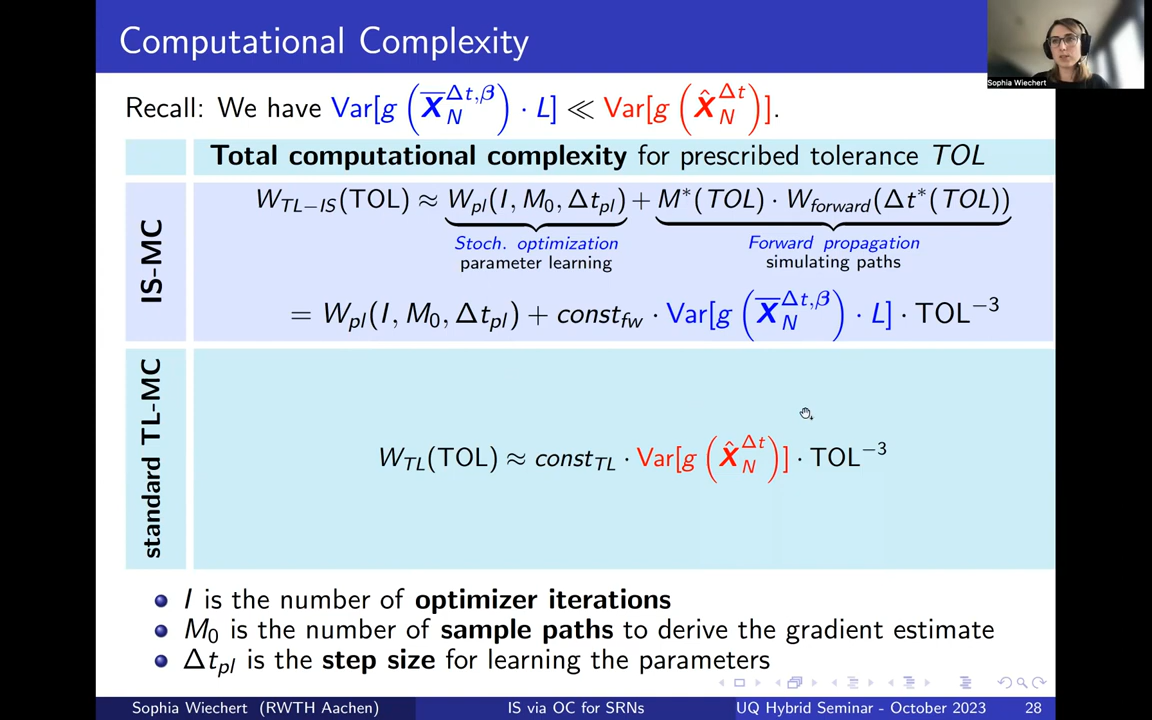 Computational Complexity
Sophia Wiechert
Recall: We have Var[g(X̅_N^{Δt,β}) · L] ≪ Var[g(X̂_N^{Δt})].
Total computational complexity for prescribed tolerance TOL
IS-MC
W_{TL−IS}(TOL) ≈ W_{pl}(I, M_0, Δt_{pl}) + M*(TOL) · W_{forward}(Δt*(TOL))
Stoch. optimization Forward propagation
parameter learning simulating paths
= W_{pl}(I, M_0, Δt_{pl}) + const_{fw} · Var[g(X̅_N^{Δt,β}) · L] · TOL^{−3}
standard TL-MC
W_{TL}(TOL) ≈ const_{TL} · Var[g(X̂_N^{Δt})] · TOL^{−3}
I is the number of optimizer iterations
M_0 is the number of sample paths to derive the gradient estimate
Δt_{pl} is the step size for learning the parameters
Sophia Wiechert (RWTH Aachen) IS via OC for SRNs UQ Hybrid Seminar - October 2023 28